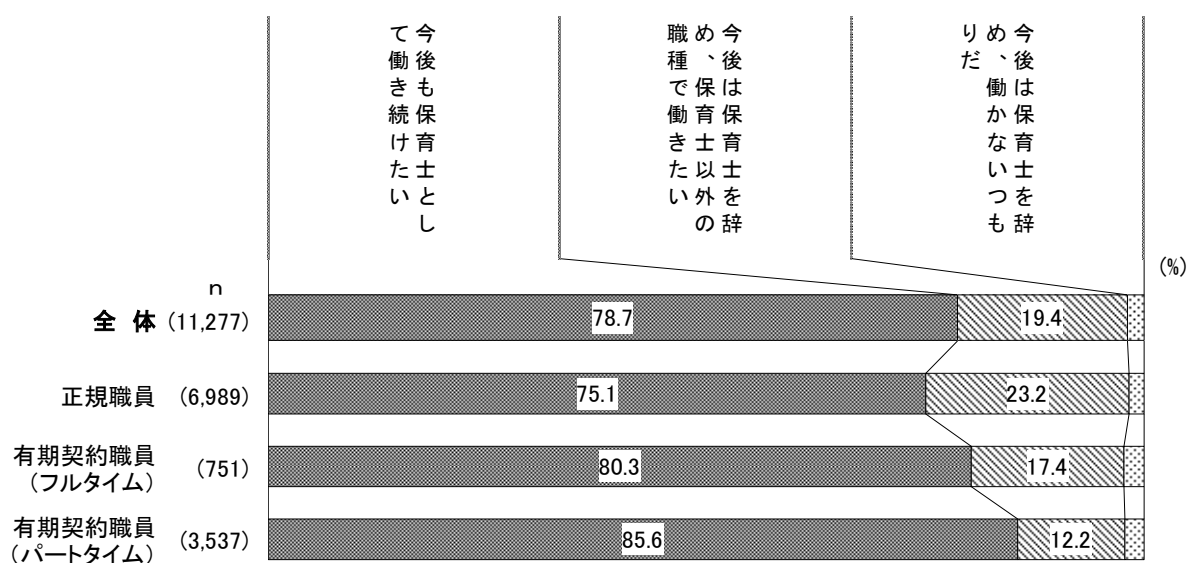 今後も保育士とし
て働き続けたい
今後は保育士を辞
め、保育士以外の
職種で働きたい
今後は保育士を辞
め、働かないつも
りだ
(%)
n
全 体 (11,277) 78.7 19.4
正規職員 (6,989) 75.1 23.2
有期契約職員
(フルタイム) (751) 80.3 17.4
有期契約職員
(パートタイム) (3,537) 85.6 12.2